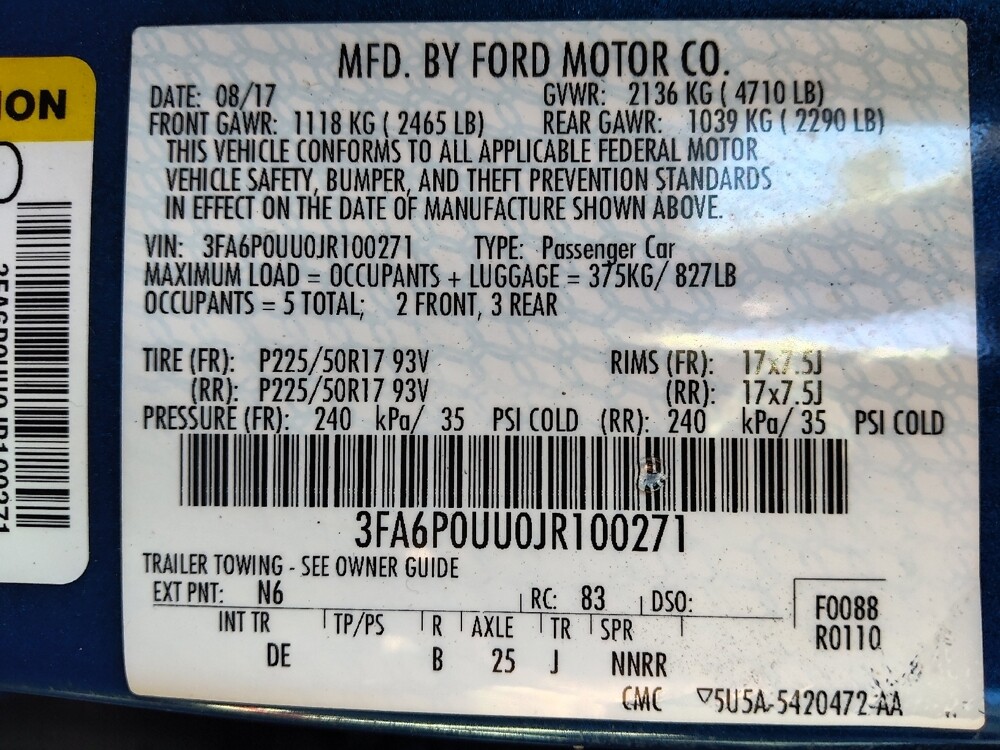 MFD. BY FORD MOTOR CO.
DATE: 08/17 GVWR: 2136 KG ( 4710 LB)
FRONT GAWR: 1118 KG ( 2465 LB) REAR GAWR: 1039 KG ( 2290 LB)
THIS VEHICLE CONFORMS TO ALL APPLICABLE FEDERAL MOTOR
VEHICLE SAFETY, BUMPER, AND THEFT PREVENTION STANDARDS
IN EFFECT ON THE DATE OF MANUFACTURE SHOWN ABOVE.
VIN: 3FA6P0UU0JR100271 TYPE: Passenger Car
MAXIMUM LOAD = OCCUPANTS + LUGGAGE = 375KG/ 827LB
OCCUPANTS = 5 TOTAL; 2 FRONT, 3 REAR
TIRE (FR): P225/50R17 93V RIMS (FR): 17x7.5J
(RR): P225/50R17 93V (RR): 17x7.5J
PRESSURE (FR): 240 kPa/ 35 PSI COLD (RR): 240 kPa/ 35 PSI COLD
3FA6P0UU0JR100271
TRAILER TOWING - SEE OWNER GUIDE
EXT PNT: N6 RC: 83 DSO: F0088
R0110
INT TR TP/PS R AXLE TR SPR
DE B 25 J NNRR
CMC ▽5U5A-5420472-AA
ION
3FA6P0UU0JR100271